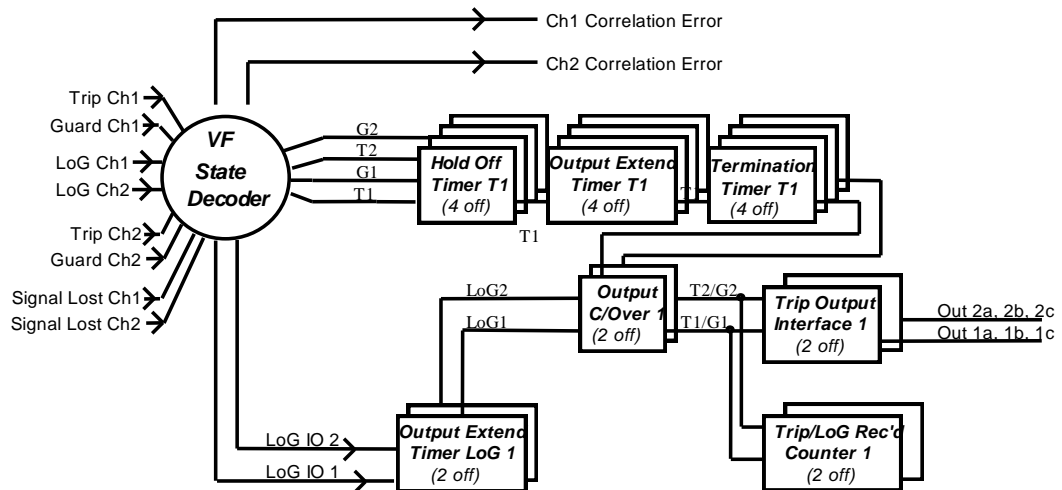 Ch1 Correlation Error
Ch2 Correlation Error
Trip Ch1
Guard Ch1
LoG Ch1
LoG Ch2
Trip Ch2
Guard Ch2
Signal Lost Ch1
Signal Lost Ch2
VF
State
Decoder
G2
T2
G1
T1
Hold Off
Timer T1
(4 off)
Output Extend
Timer T1
(4 off)
T1
Termination
Timer T1
(4 off)
T1
LoG2
LoG1
Output
C/Over 1
(2 off)
T2/G2
T1/G1
Trip Output
Interface 1
(2 off)
Out 2a, 2b, 2c
Out 1a, 1b, 1c
LoG IO 2
LoG IO 1
Output Extend
Timer LoG 1
(2 off)
Trip/LoG Rec'd
Counter 1
(2 off)